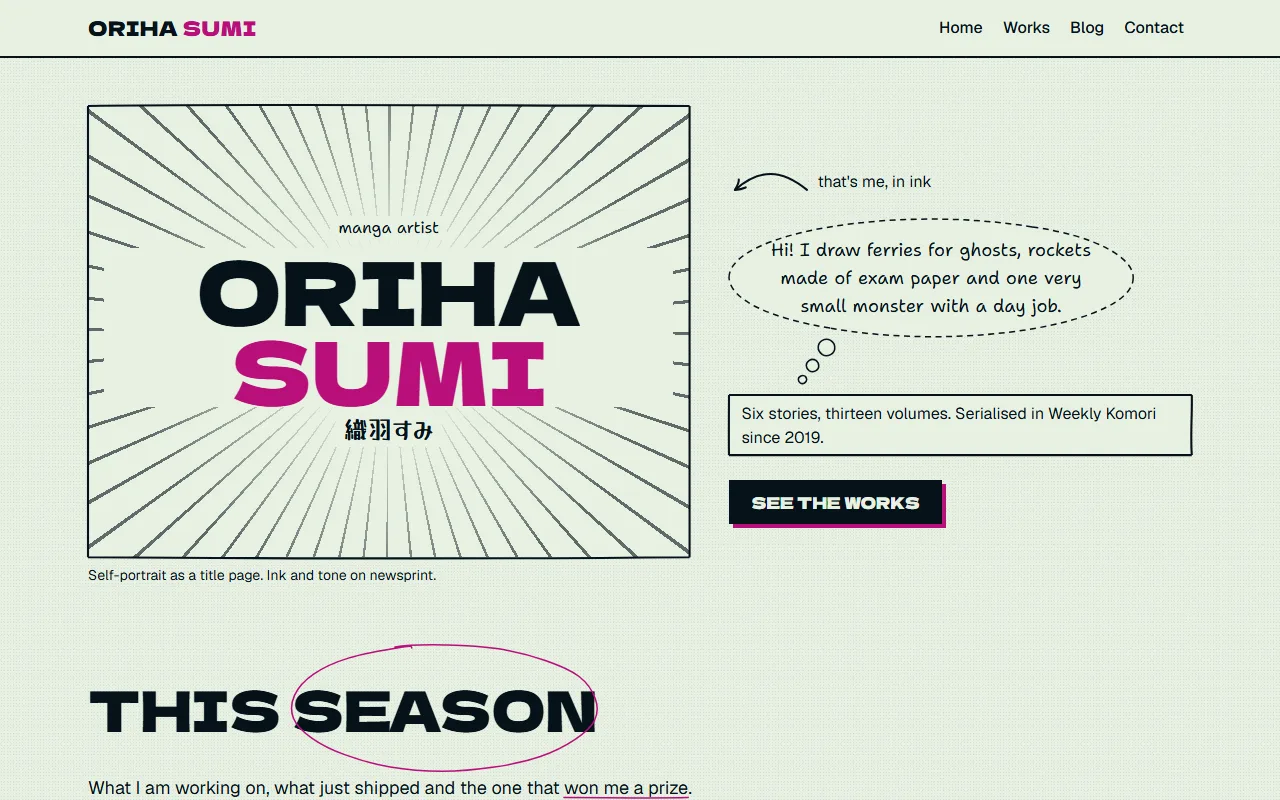 ORIHA SUMI
Home Works Blog Contact
manga artist
ORIHA
SUMI
織羽すみ
Self-portrait as a title page. Ink and tone on newsprint.
that's me, in ink
Hi! I draw ferries for ghosts, rockets
made of exam paper and one very
small monster with a day job.
Six stories, thirteen volumes. Serialised in Weekly Komori
since 2019.
SEE THE WORKS
THIS SEASON
What I am working on, what just shipped and the one that won me a prize.